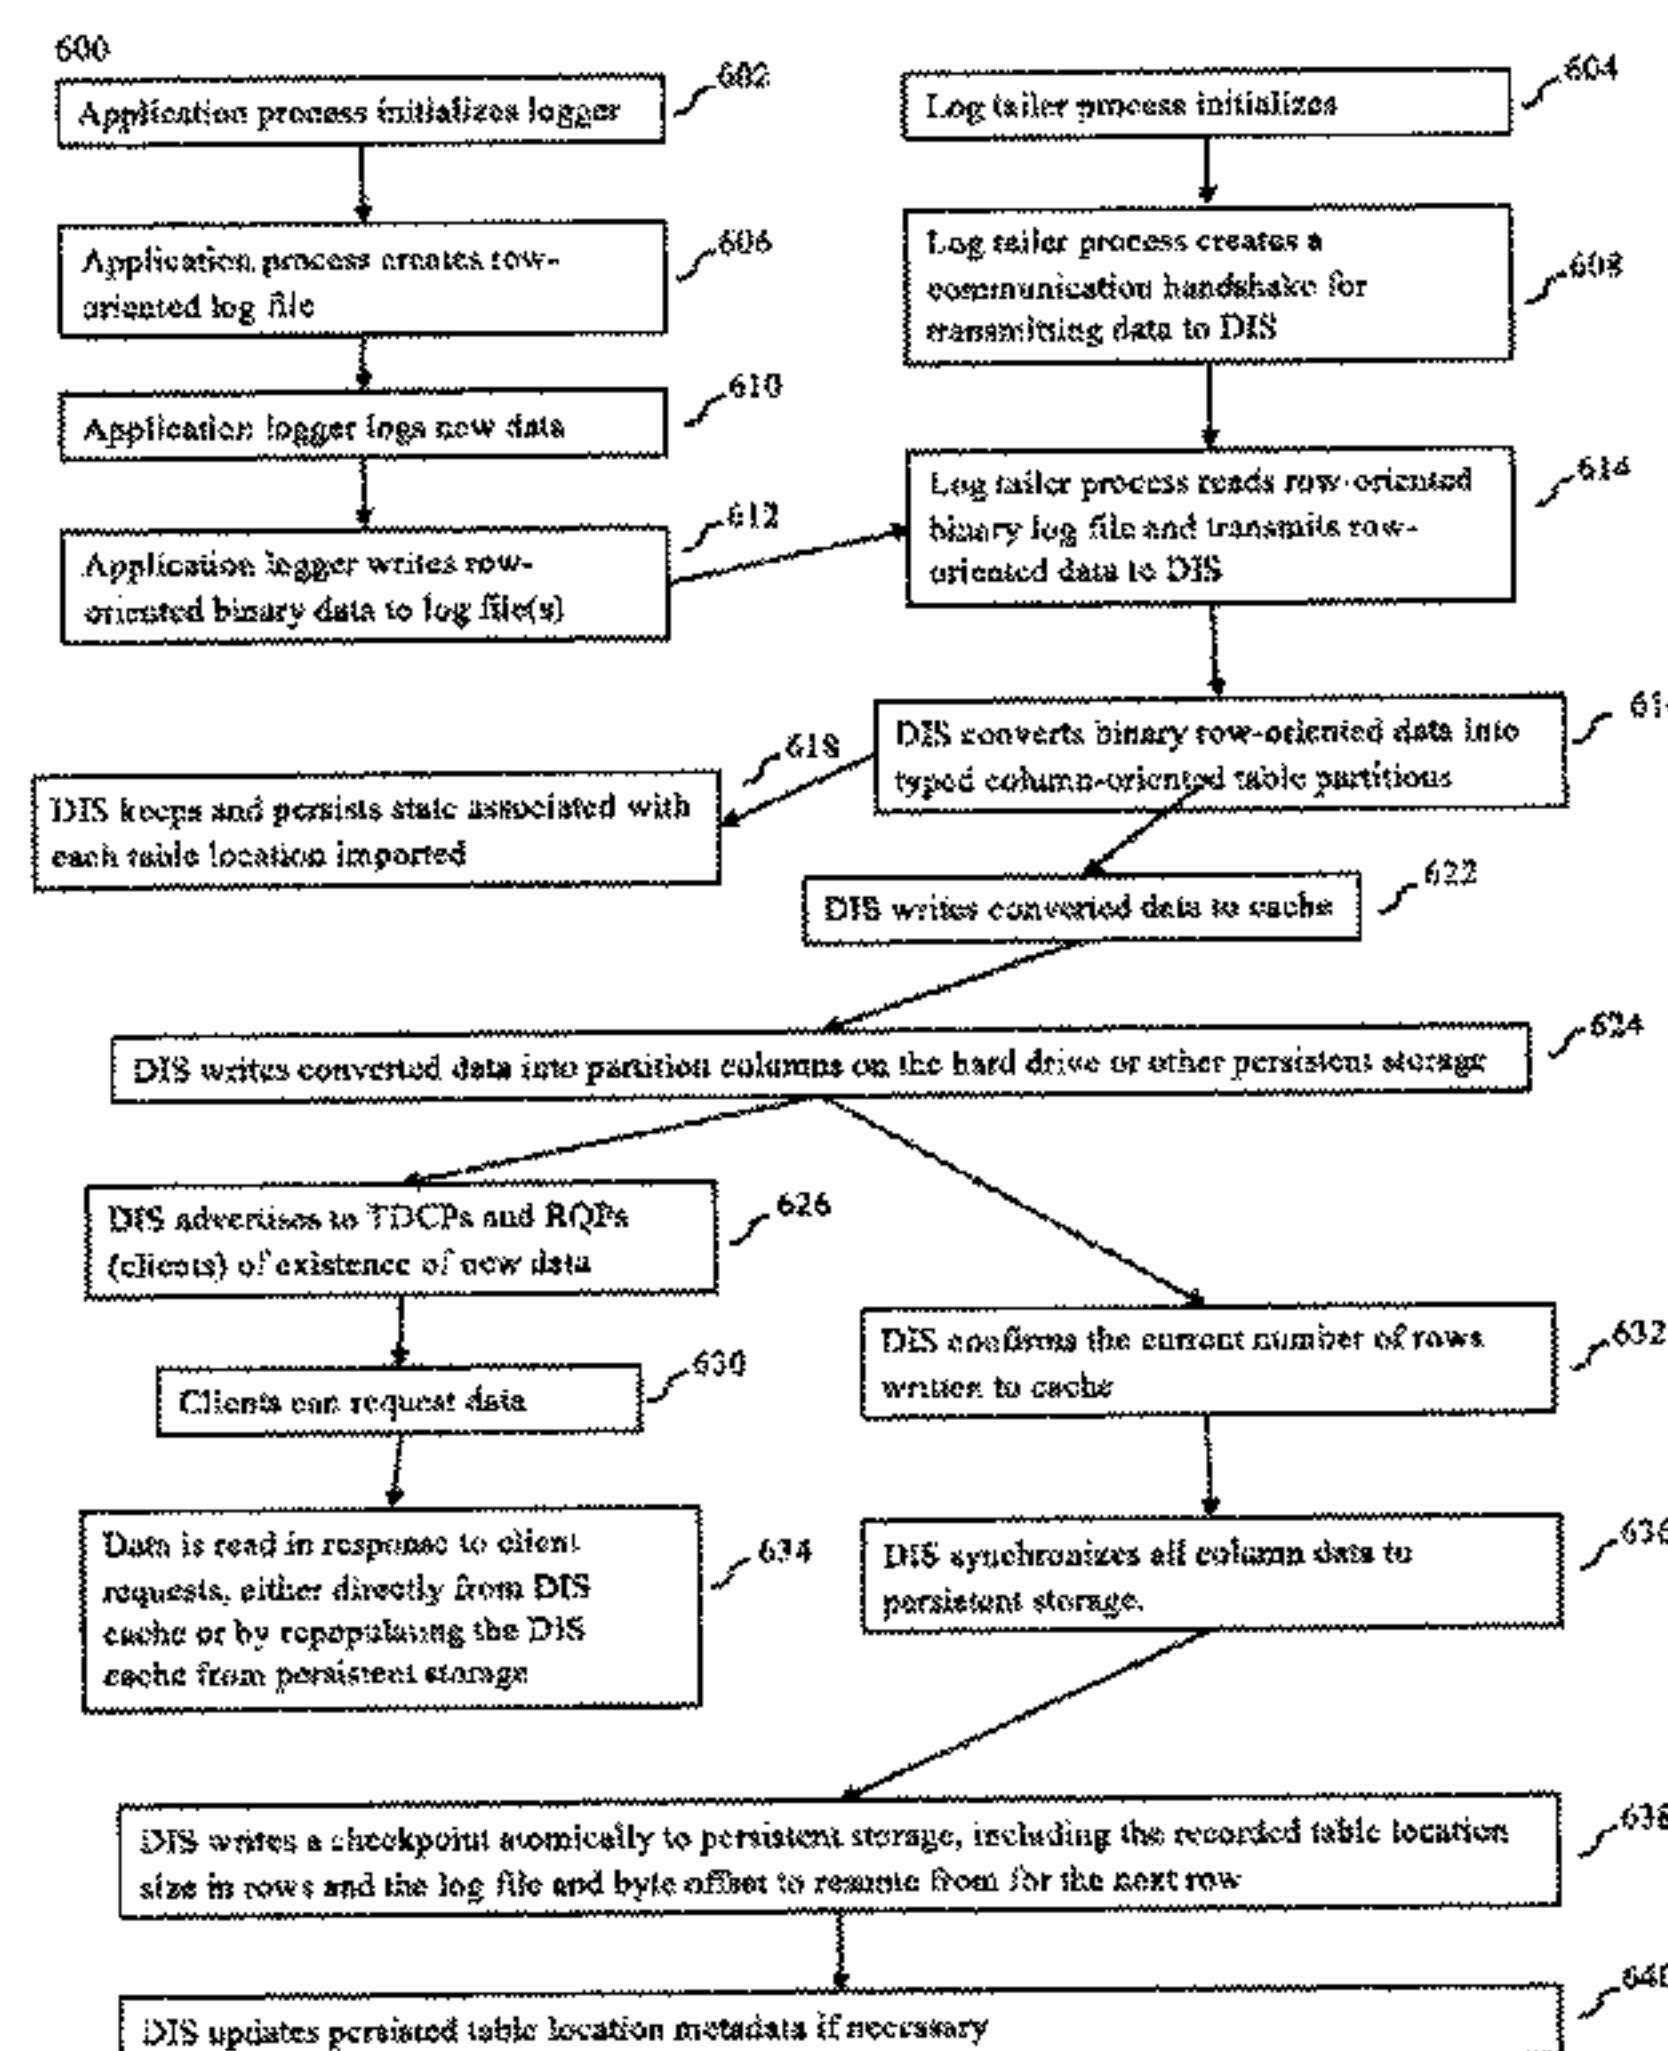 600
Application process initializes logger
602
Log tailer process initializes
604
Application process creates row-
oriented log file
606
Log tailer process creates a
communication handshake for
transmitting data to DIS
608
Application logger logs new data
610
Application logger writes row-
oriented binary data to log file(s)
612
Log tailer process reads row-oriented
binary log file and transmits row-
oriented data to DIS
614
DIS converts binary row-oriented data into
typed column-oriented table partitions
DIS keeps and persists state associated with
each table location imported
618
DIS writes converted data to cache
622
DIS writes converted data into partition columns on the hard drive or other persistent storage
624
DIS advertises to TDCPs and RQPs
(clients) of existence of new data
626
Clients can request data
630
DIS confirms the current number of rows
written to cache
632
Data is read in response to client
requests, either directly from DIS
cache or by repopulating the DIS
cache from persistent storage
634
DIS synchronizes all column data to
persistent storage.
636
DIS writes a checkpoint atomically to persistent storage, including the recorded table location
size in rows and the log file and byte offset to resume from for the next row
638
DIS updates persisted table location metadata if necessary
640